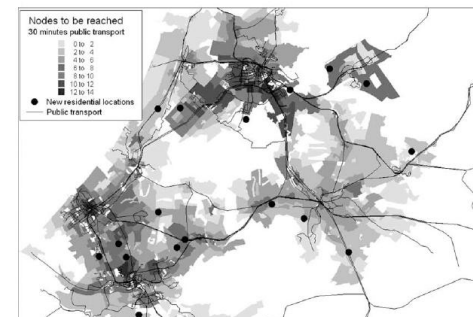 Nodes to be reached
30 minutes public transport
0 to 2
2 to 4
4 to 6
6 to 8
8 to 10
10 to 12
12 to 14
New residential locations
Public transport